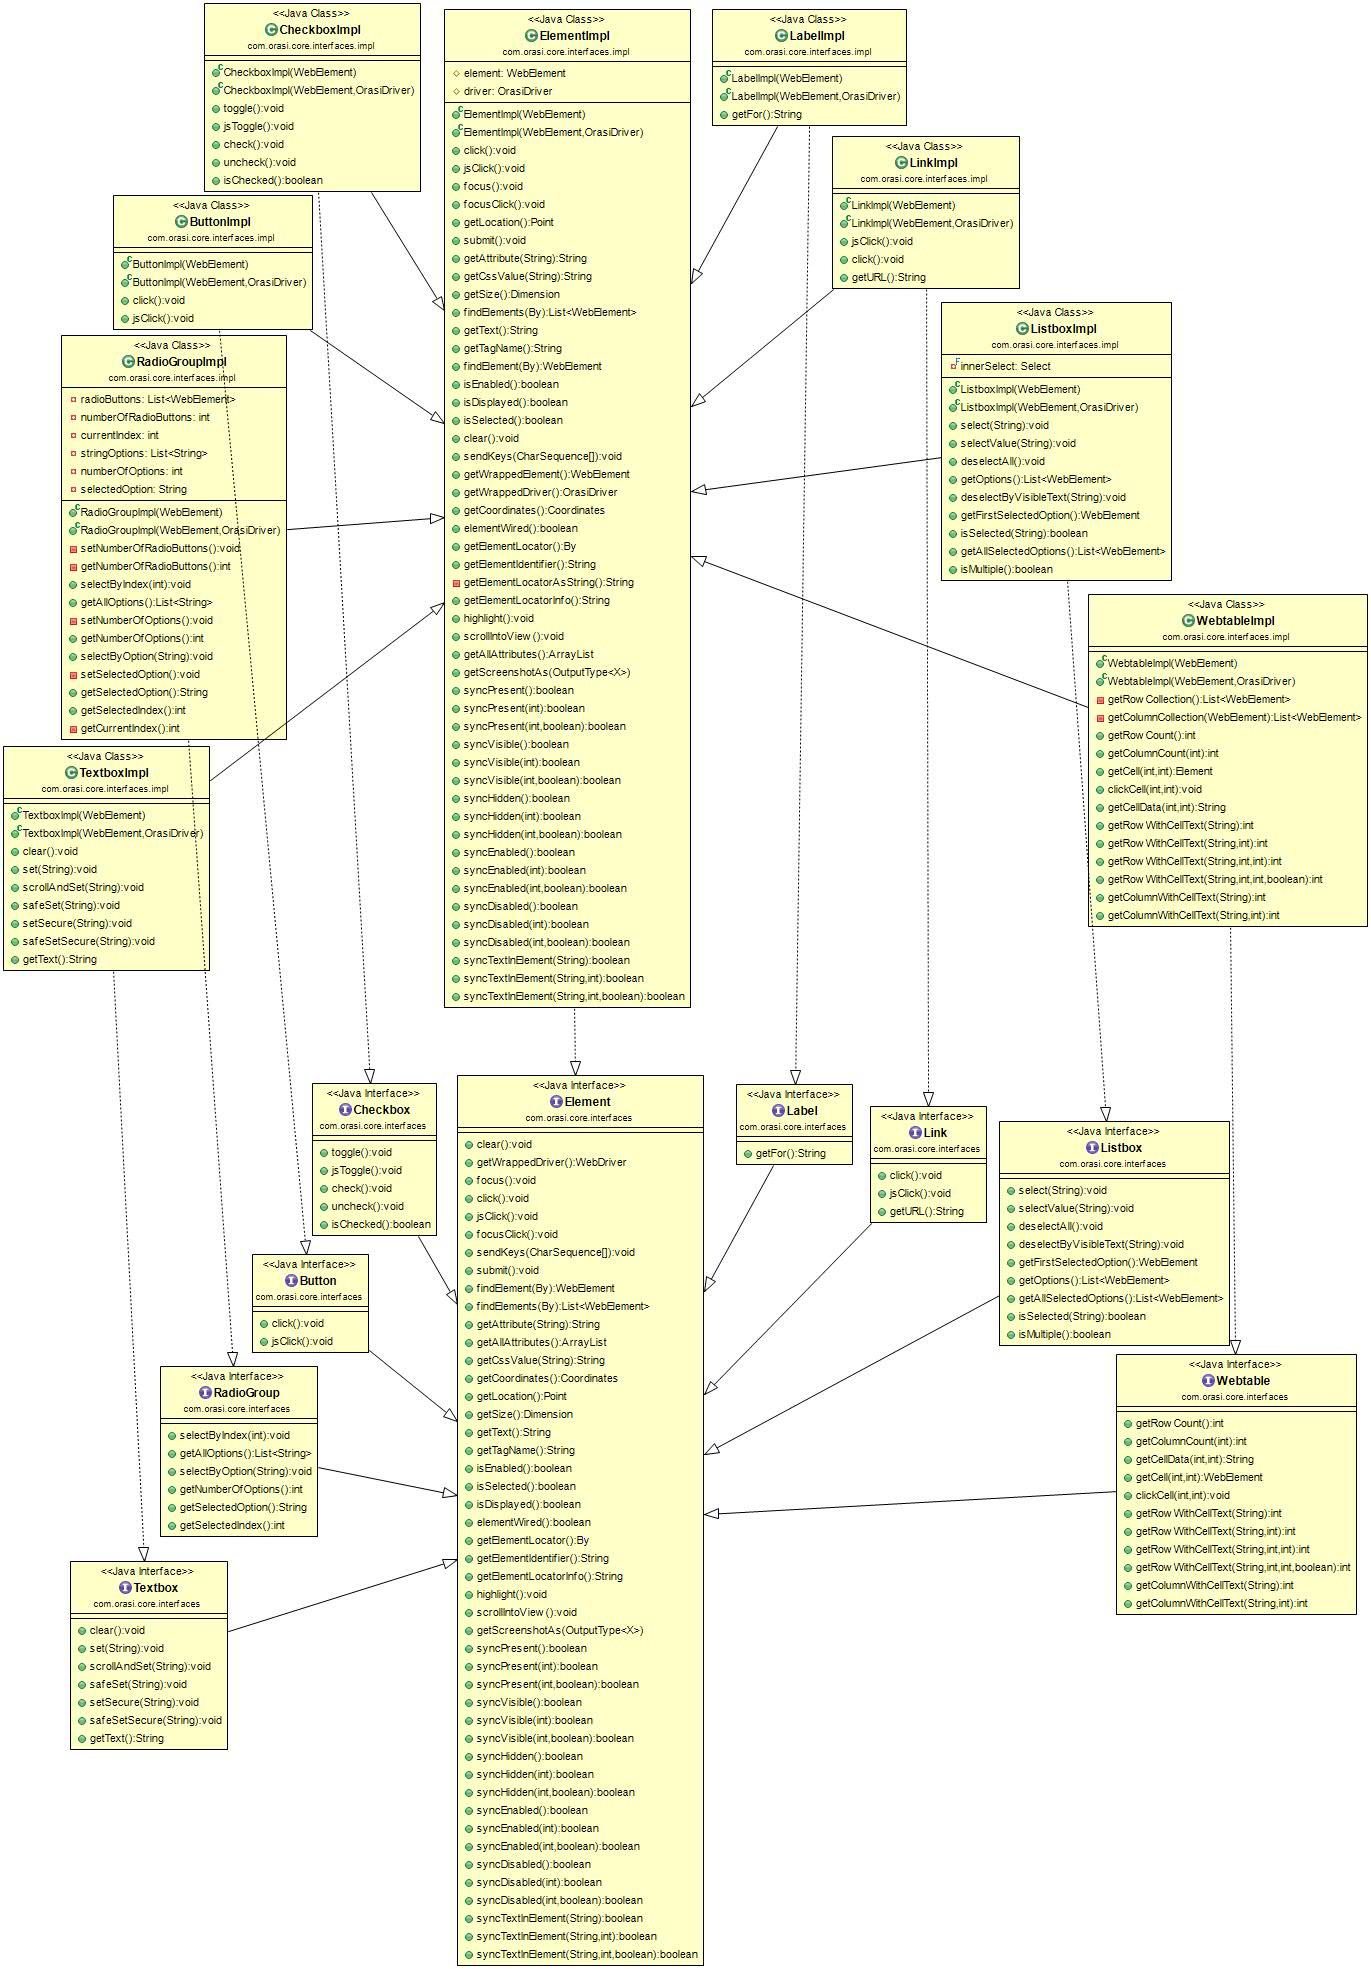 <<Java Class>>
CheckboxImpl
com.orasi.core.interfaces.impl
CheckboxImpl(WebElement)
CheckboxImpl(WebElement,OrasiDriver)
toggle():void
jsToggle():void
check():void
uncheck():void
isChecked():boolean
<<Java Class>>
ElementImpl
com.orasi.core.interfaces.impl
element: WebElement
driver: OrasiDriver
ElementImpl(WebElement)
ElementImpl(WebElement,OrasiDriver)
click():void
jsClick():void
focus():void
focusClick():void
getLocation():Point
submit():void
getAttribute(String):String
getCssValue(String):String
getSize():Dimension
findElements(By):List<WebElement>
getText():String
getTagName():String
findElement(By):WebElement
isEnabled():boolean
isDisplayed():boolean
isSelected():boolean
clear():void
sendKeys(CharSequence[]):void
getWrappedElement():WebElement
getWrappedDriver():OrasiDriver
getCoordinates():Coordinates
elementWired():boolean
getElementLocator():By
getElementIdentifier():String
getElementLocatorAsString():String
getElementLocatorInfo():String
highlight():void
scrollIntoView():void
getAllAttributes():ArrayList
getScreenshotAs(OutputType<X>)
syncPresent():boolean
syncPresent(int):boolean
syncPresent(int,boolean):boolean
syncVisible():boolean
syncVisible(int):boolean
syncVisible(int,boolean):boolean
syncHidden():boolean
syncHidden(int):boolean
syncHidden(int,boolean):boolean
syncEnabled():boolean
syncEnabled(int):boolean
syncEnabled(int,boolean):boolean
syncDisabled():boolean
syncDisabled(int):boolean
syncDisabled(int,boolean):boolean
syncTextInElement(String):boolean
syncTextInElement(String,int):boolean
syncTextInElement(String,int,boolean):boolean
<<Java Class>>
LabelImpl
com.orasi.core.interfaces.impl
LabelImpl(WebElement)
LabelImpl(WebElement,OrasiDriver)
getFor():String
<<Java Class>>
LinkImpl
com.orasi.core.interfaces.impl
LinkImpl(WebElement)
LinkImpl(WebElement,OrasiDriver)
jsClick():void
click():void
getURL():String
<<Java Class>>
ButtonImpl
com.orasi.core.interfaces.impl
ButtonImpl(WebElement)
ButtonImpl(WebElement,OrasiDriver)
click():void
jsClick():void
<<Java Class>>
ListboxImpl
com.orasi.core.interfaces.impl
innerSelect: Select
ListboxImpl(WebElement)
ListboxImpl(WebElement,OrasiDriver)
select(String):void
selectValue(String):void
deselectAll():void
getOptions():List<WebElement>
deselectByVisibleText(String):void
getFirstSelectedOption():WebElement
isSelected(String):boolean
getAllSelectedOptions():List<WebElement>
isMultiple():boolean
<<Java Class>>
RadioGroupImpl
com.orasi.core.interfaces.impl
radioButtons: List<WebElement>
numberOfRadioButtons: int
currentIndex: int
stringOptions: List<String>
numberOfOptions: int
selectedOption: String
RadioGroupImpl(WebElement)
RadioGroupImpl(WebElement,OrasiDriver)
setNumberOfRadioButtons():void
getNumberOfRadioButtons():int
selectByIndex(int):void
getAllOptions():List<String>
setNumberOfOptions():void
getNumberOfOptions():int
selectByOption(String):void
setSelectedOption():void
getSelectedOption():String
getSelectedIndex():int
getCurrentIndex():int
<<Java Class>>
WebtableImpl
com.orasi.core.interfaces.impl
WebtableImpl(WebElement)
WebtableImpl(WebElement,OrasiDriver)
getRowCollection():List<WebElement>
getColumnCollection(WebElement):List<WebElement>
getRowCount():int
getColumnCount(int):int
getCell(int,int):Element
clickCell(int,int):void
getCellData(int,int):String
getRowWithCellText(String):int
getRowWithCellText(String,int):int
getRowWithCellText(String,int,int):int
getRowWithCellText(String,int,int,boolean):int
getColumnWithCellText(String):int
getColumnWithCellText(String,int):int
<<Java Class>>
TextboxImpl
com.orasi.core.interfaces.impl
TextboxImpl(WebElement)
TextboxImpl(WebElement,OrasiDriver)
clear():void
set(String):void
scrollAndSet(String):void
safeSet(String):void
setSecure(String):void
safeSetSecure(String):void
getText():String
<<Java Interface>>
Checkbox
com.orasi.core.interfaces
toggle():void
jsToggle():void
check():void
uncheck():void
isChecked():boolean
<<Java Interface>>
Element
com.orasi.core.interfaces
clear():void
getWrappedDriver():WebDriver
focus():void
click():void
jsClick():void
focusClick():void
sendKeys(CharSequence[]):void
submit():void
findElement(By):WebElement
findElements(By):List<WebElement>
getAttribute(String):String
getAllAttributes():ArrayList
getCssValue(String):String
getCoordinates():Coordinates
getLocation():Point
getSize():Dimension
getText():String
getTagName():String
isEnabled():boolean
isSelected():boolean
isDisplayed():boolean
elementWired():boolean
getElementLocator():By
getElementIdentifier():String
getElementLocatorInfo():String
highlight():void
scrollIntoView():void
getScreenshotAs(OutputType<X>)
syncPresent():boolean
syncPresent(int):boolean
syncPresent(int,boolean):boolean
syncVisible():boolean
syncVisible(int):boolean
syncVisible(int,boolean):boolean
syncHidden():boolean
syncHidden(int):boolean
syncHidden(int,boolean):boolean
syncEnabled():boolean
syncEnabled(int):boolean
syncEnabled(int,boolean):boolean
syncDisabled():boolean
syncDisabled(int):boolean
syncDisabled(int,boolean):boolean
syncTextInElement(String):boolean
syncTextInElement(String,int):boolean
syncTextInElement(String,int,boolean):boolean
<<Java Interface>>
Label
com.orasi.core.interfaces
getFor():String
<<Java Interface>>
Link
com.orasi.core.interfaces
click():void
jsClick():void
getURL():String
<<Java Interface>>
Listbox
com.orasi.core.interfaces
select(String):void
selectValue(String):void
deselectAll():void
deselectByVisibleText(String):void
getFirstSelectedOption():WebElement
getOptions():List<WebElement>
getAllSelectedOptions():List<WebElement>
isSelected(String):boolean
isMultiple():boolean
<<Java Interface>>
Button
com.orasi.core.interfaces
click():void
jsClick():void
<<Java Interface>>
Webtable
com.orasi.core.interfaces
getRowCount():int
getColumnCount(int):int
getCellData(int,int):String
getCell(int,int):WebElement
clickCell(int,int):void
getRowWithCellText(String):int
getRowWithCellText(String,int):int
getRowWithCellText(String,int,int):int
getRowWithCellText(String,int,int,boolean):int
getColumnWithCellText(String):int
getColumnWithCellText(String,int):int
<<Java Interface>>
RadioGroup
com.orasi.core.interfaces
selectByIndex(int):void
getAllOptions():List<String>
selectByOption(String):void
getNumberOfOptions():int
getSelectedOption():String
getSelectedIndex():int
<<Java Interface>>
Textbox
com.orasi.core.interfaces
clear():void
set(String):void
scrollAndSet(String):void
safeSet(String):void
setSecure(String):void
safeSetSecure(String):void
getText():String